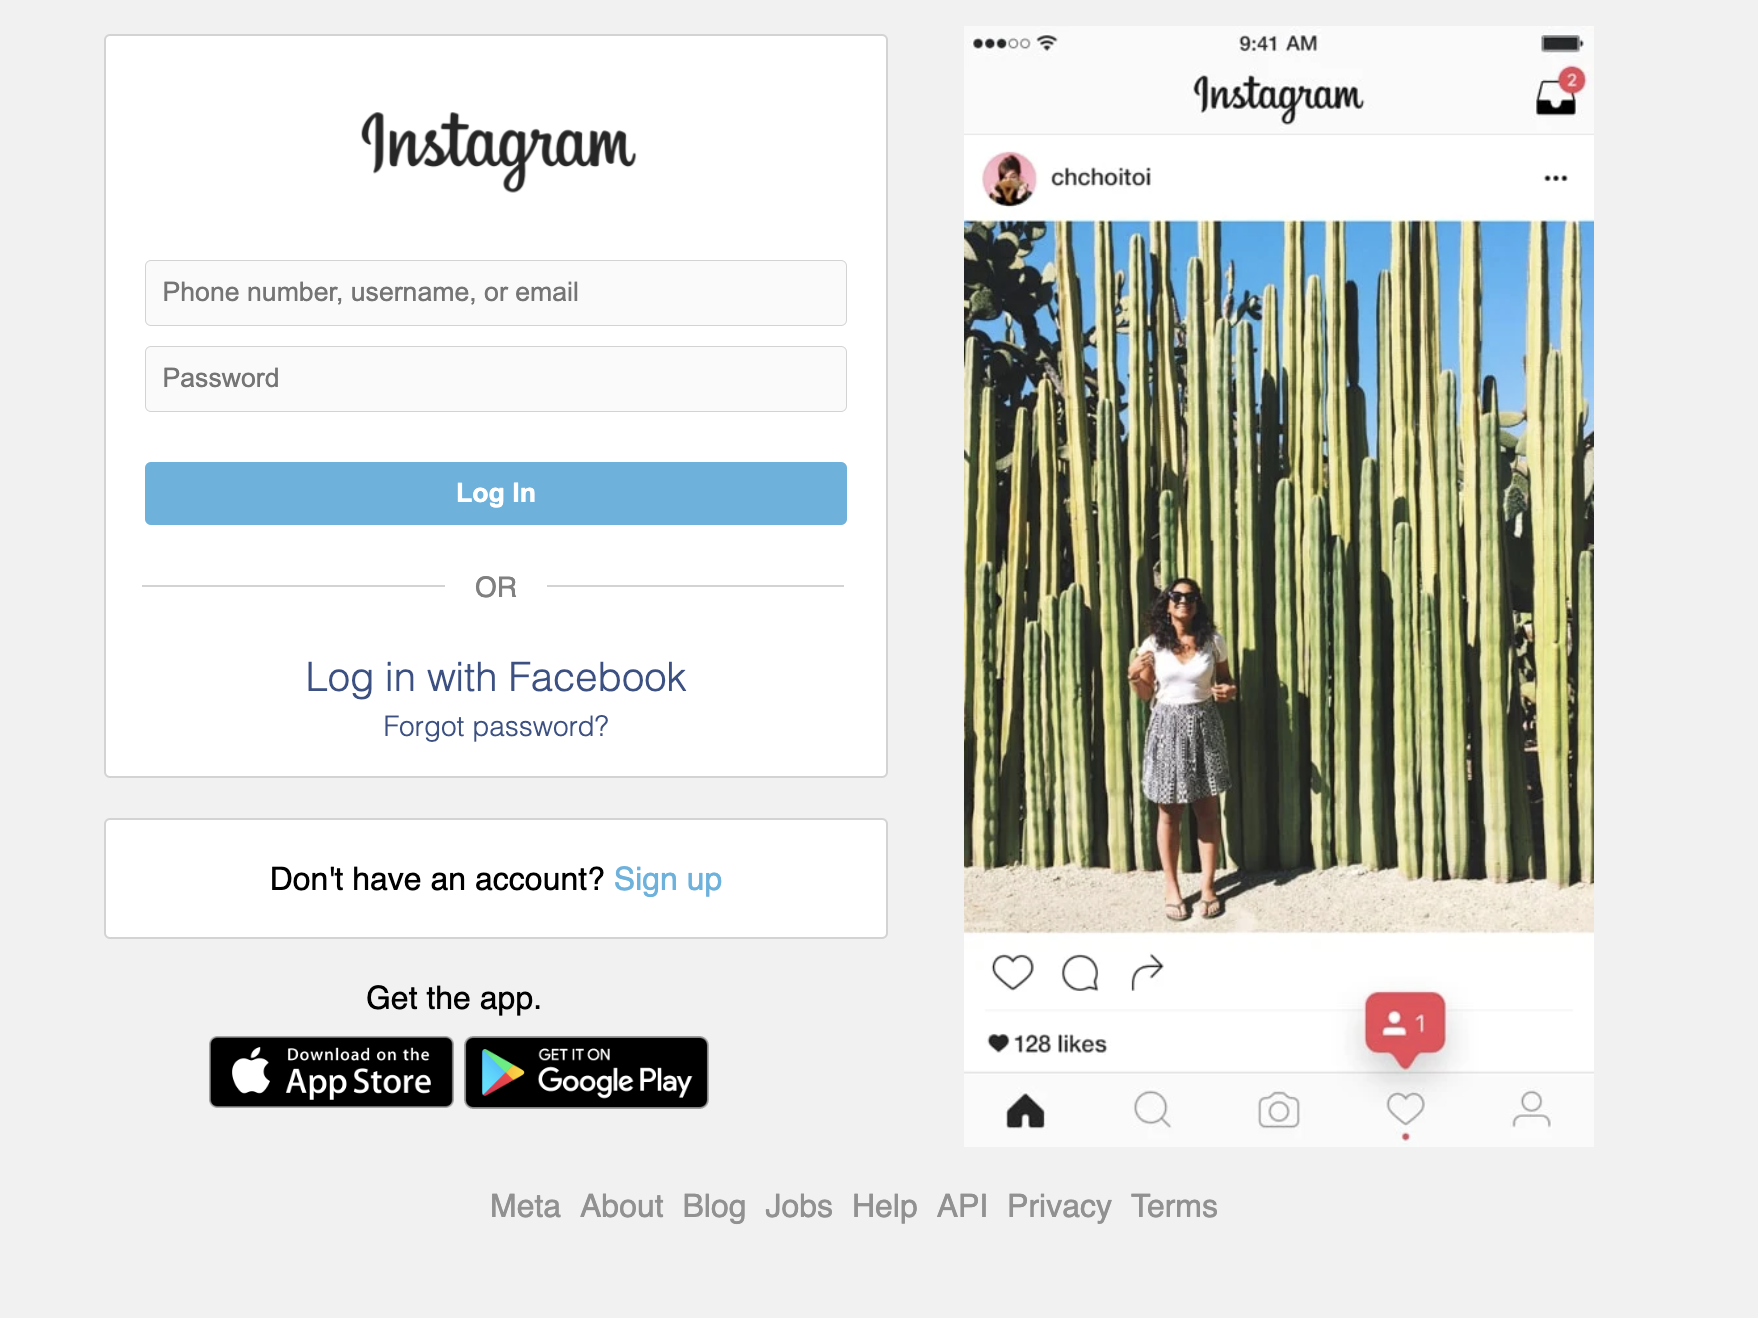 Instagram
Phone number, username, or email
Password
Log In
OR
Log in with Facebook
Forgot password?
Don't have an account? Sign up
Get the app.
Download on the
App Store
GET IT ON
Google Play
9:41 AM
Instagram
2
chchoitoi
1
128 likes
Meta About Blog Jobs Help API Privacy Terms